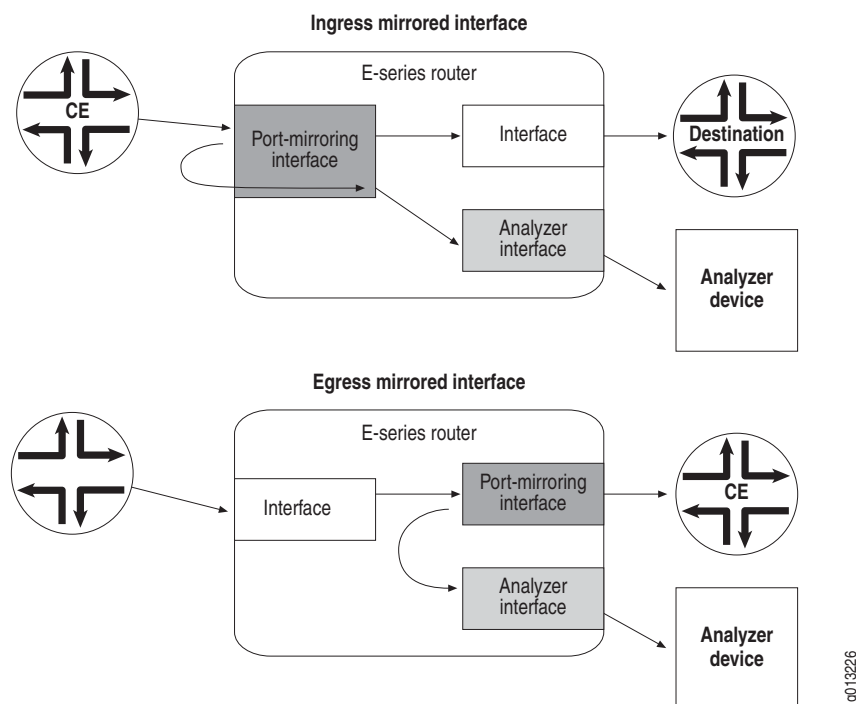 Ingress mirrored interface
E-series router
CE
Port-mirroring
interface
Interface
Destination
Analyzer
interface
Analyzer
device
Egress mirrored interface
E-series router
Interface
Port-mirroring
interface
CE
Analyzer
interface
Analyzer
device
g013226